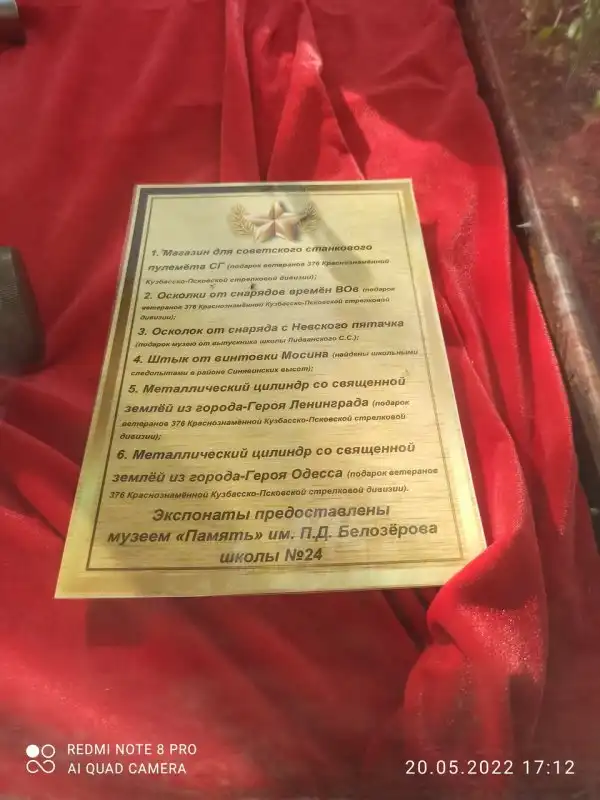 1. Магазин для советского станкового
пулемёта СГ (подарок ветеранов 376 Краснознамённой
Кузбасско-Псковской стрелковой дивизии);
2. Осколки от снарядов времён ВОв (подарок
ветеранов 376 Краснознамённой Кузбасско-Псковской стрелковой
дивизии);
3. Осколок от снаряда с Невского пятачка
(подарок музею от выпускника школы Лидванского С.С.);
4. Штык от винтовки Мосина (найдены школьными
следопытами в районе Синявинских высот);
5. Металлический цилиндр со священной
землёй из города-Героя Ленинграда (подарок
ветеранов 376 Краснознамённой Кузбасско-Псковской стрелковой
дивизии);
6. Металлический цилиндр со священной
землёй из города-Героя Одесса (подарок ветеранов
376 Краснознамённой Кузбасско-Псковской стрелковой дивизии).
Экспонаты предоставлены
музеем «Память» им. П.Д. Белозёрова
школы №24
REDMI NOTE 8 PRO
AI QUAD CAMERA
20.05.2022 17:12